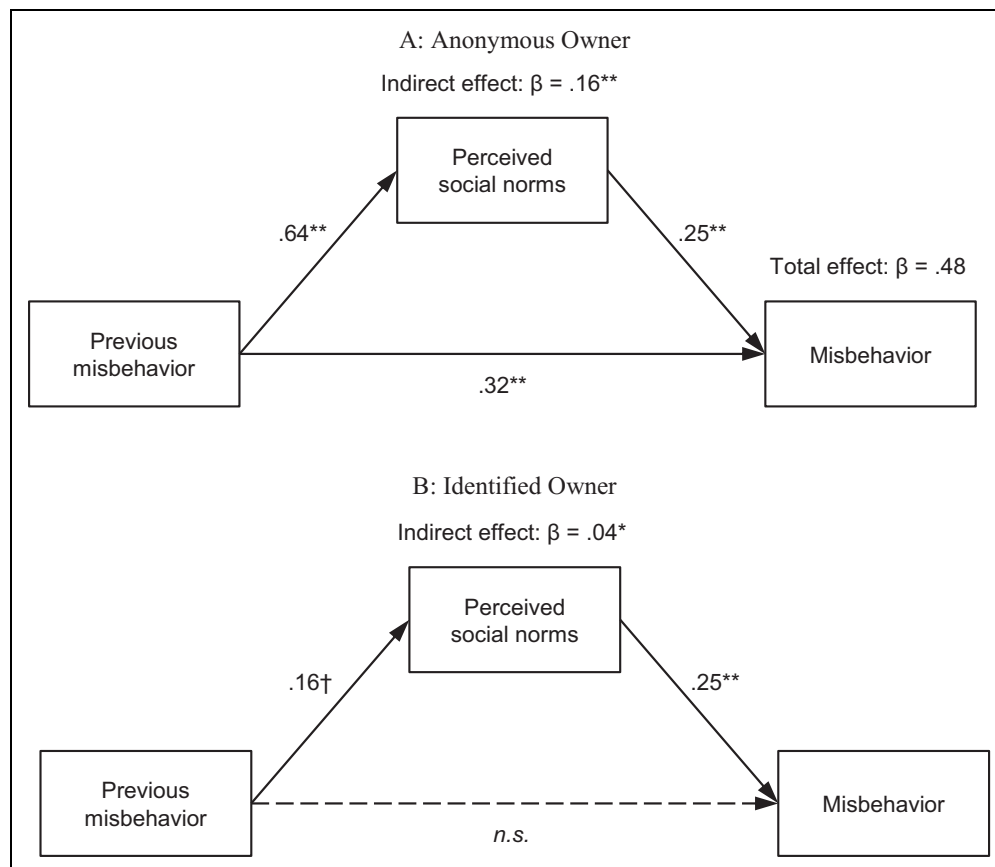 A: Anonymous Owner
Indirect effect: β = .16**
Perceived
social norms
.64**
.25**
Total effect: β = .48
Previous
misbehavior
Misbehavior
.32**
B: Identified Owner
Indirect effect: β = .04*
Perceived
social norms
.16†
.25**
Previous
misbehavior
Misbehavior
n.s.